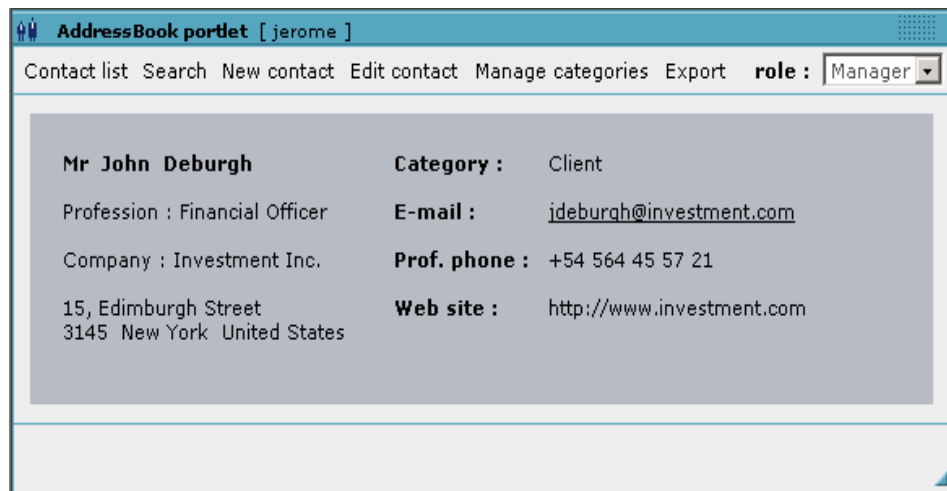 AddressBook portlet [ jerome ]
Contact list Search New contact Edit contact Manage categories Export role : Manager
Mr John Deburgh Category : Client
Profession : Financial Officer E-mail : jdeburgh@investment.com
Company : Investment Inc. Prof. phone : +54 564 45 57 21
15, Edimburgh Street Web site : http://www.investment.com
3145 New York United States